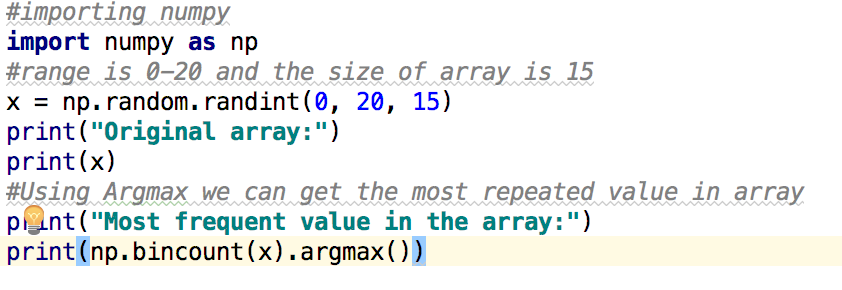 #importing numpy
import numpy as np
#range is 0-20 and the size of array is 15
x = np.random.randint(0, 20, 15)
print("Original array:")
print(x)
#Using Argmax we can get the most repeated value in array
print("Most frequent value in the array:")
print(np.bincount(x).argmax())